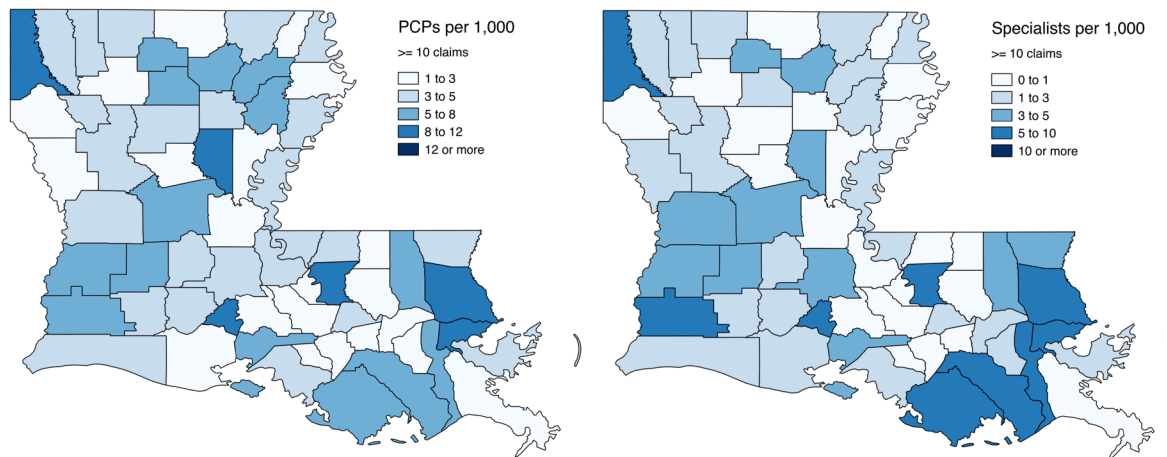 PCPs per 1,000
>= 10 claims
1 to 3
3 to 5
5 to 8
8 to 12
12 or more
)
Specialists per 1,000
>= 10 claims
0 to 1
1 to 3
3 to 5
5 to 10
10 or more